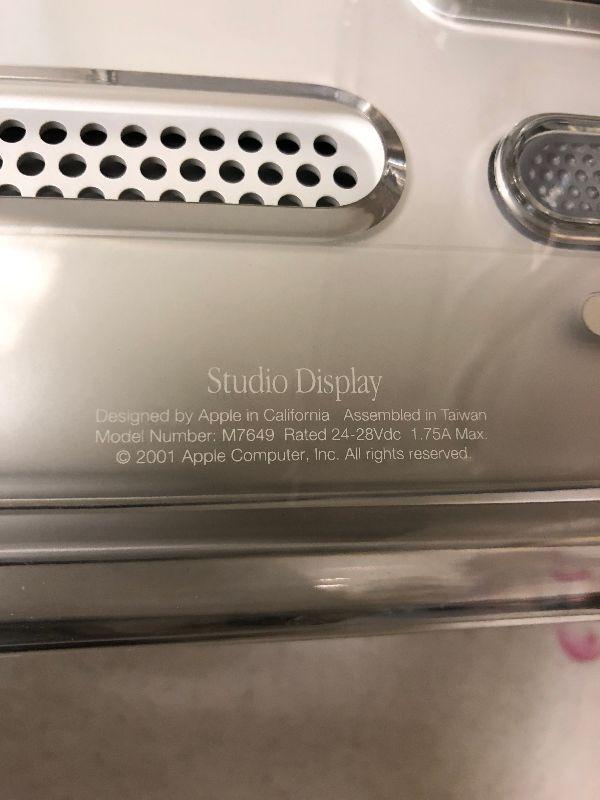 Studio Display
Designed by Apple in California Assembled in Taiwan
Model Number: M7649 Rated 24-28Vdc 1.75A Max.
© 2001 Apple Computer, Inc. All rights reserved.